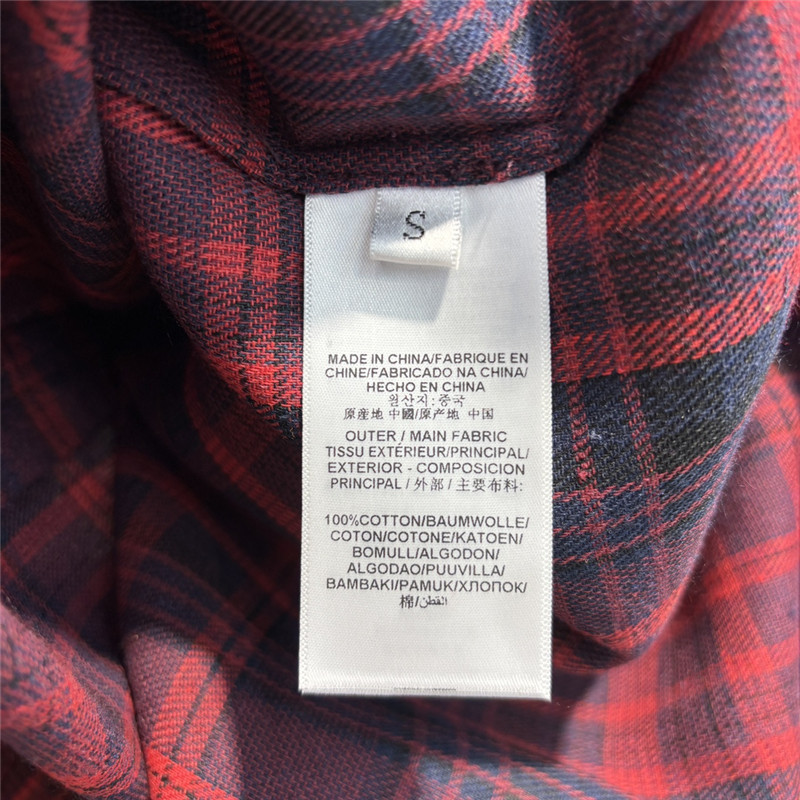 S
MADE IN CHINA/FABRIQUE EN
CHINE/FABRICADO NA CHINA/
HECHO EN CHINA
원산지:중국
原産地 中國/原产地 中国
OUTER / MAIN FABRIC
TISSU EXTÉRIEUR/PRINCIPAL/
EXTERIOR - COMPOSICION
PRINCIPAL / 外部 / 主要布料:
100%COTTON/BAUMWOLLE/
COTON/COTONE/KATOEN/
BOMULL/ALGODON/
ALGODAO/PUUVILLA/
BAMBAKI/PAMUK/ХЛОПОК/
棉/القطن